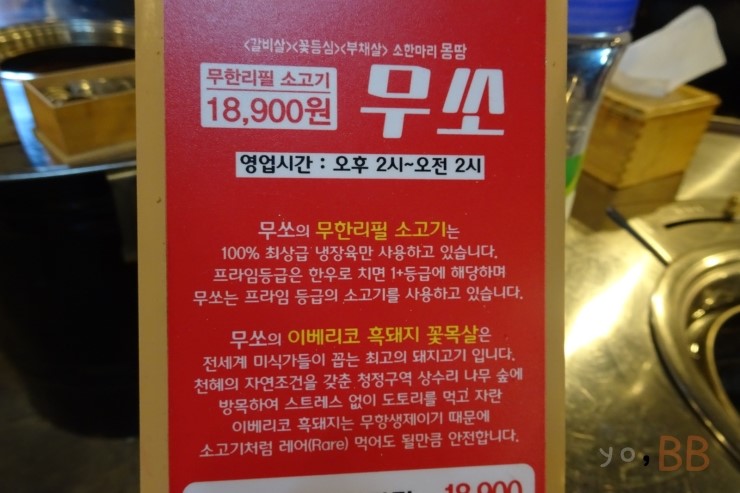 <갈비살><꽃등심><부채살> 소한마리 몽땅
무한리필 소고기
18,900원
무쏘
영업시간 : 오후 2시~오전 2시
무쏘의 무한리필 소고기는
100% 최상급 냉장육만 사용하고 있습니다.
프라임등급은 한우로 치면 1+등급에 해당하며
무쏘는 프라임 등급의 소고기를 사용하고 있습니다.
무쏘의 이베리코 흑돼지 꽃목살은
전세계 미식가들이 꼽는 최고의 돼지고기 입니다.
천혜의 자연조건을 갖춘 청정구역 상수리 나무 숲에
방목하여 스트레스 없이 도토리를 먹고 자란
이베리코 흑돼지는 무항생제이기 때문에
소고기처럼 레어(Rare) 먹어도 될만큼 안전합니다.
18,900
yo,BB